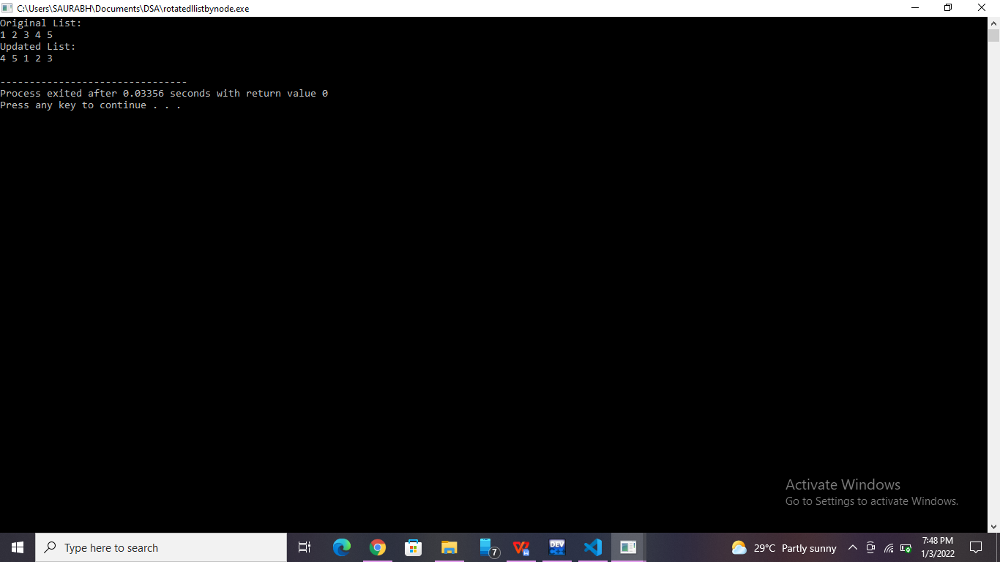 C:\Users\SAURABH\Documents\DSA\rotatedllistbynode.exe
Original List:
1 2 3 4 5
Updated List:
4 5 1 2 3
--------------------------------
Process exited after 0.03356 seconds with return value 0
Press any key to continue . . .
Activate Windows
Go to Settings to activate Windows.
Type here to search
7
DEV
29°C Partly sunny
7:48 PM
1/3/2022